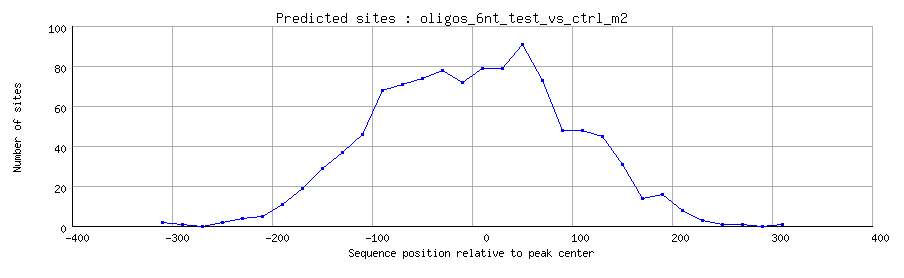 Predicted sites : oligos_6nt_test_vs_ctrl_m2
100
80
60
40
20
0
Number of sites
-400 -300 -200 -100 0 100 200 300 400
Sequence position relative to peak center